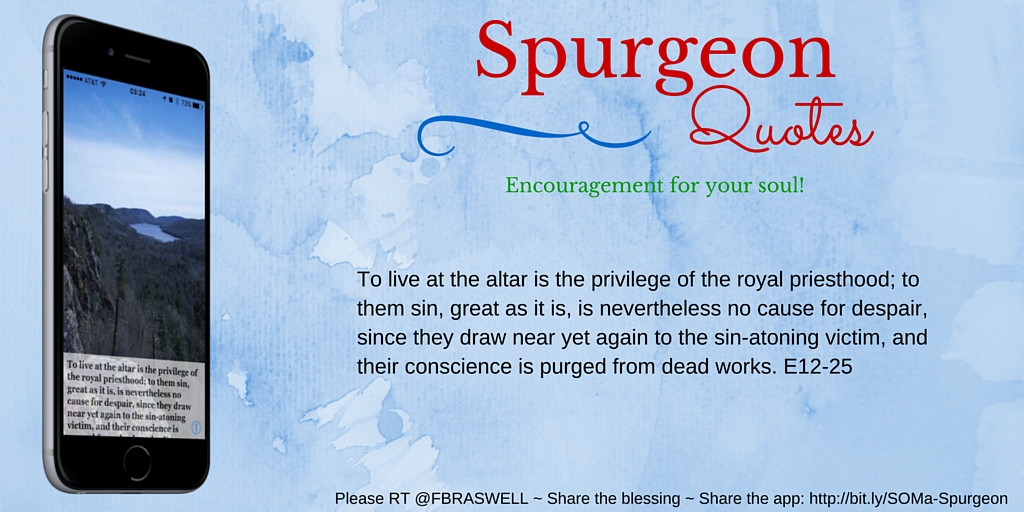 Spurgeon
Quotes
Encouragement for your soul!
To live at the altar is the privilege of the royal priesthood; to
them sin, great as it is, is nevertheless no cause for despair,
since they draw near yet again to the sin-atoning victim, and
their conscience is purged from dead works. E12-25
AT&T
03:24
73%
To live at the altar is the privilege of
the royal priesthood; to them sin,
great as it is, is nevertheless no
cause for despair, since they draw
near yet again to the sin-atoning
victim, and their conscience is
Please RT @FBRASWELL ~ Share the blessing ~ Share the app: http://bit.ly/SOMa-Spurgeon